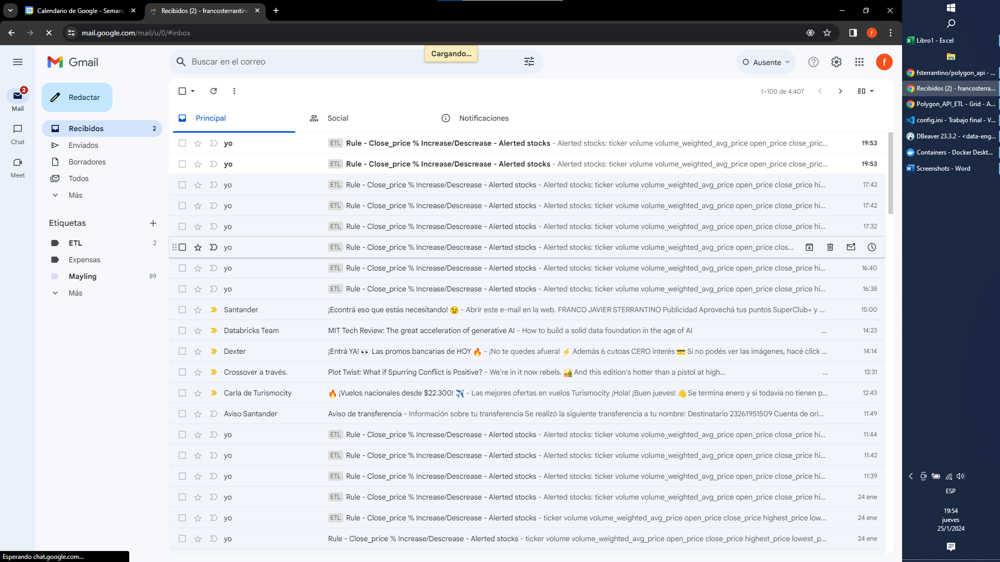 Calendario de Google - Semana
Recibidos (2) - francosterrantino
mail.google.com/mail/u/0/#inbox
Cargando...
Gmail
Buscar en el correo
Ausente
f
2
Mail
Chat
Meet
Redactar
Recibidos 2
Enviados
Borradores
Todos
Más
Etiquetas
ETL 2
Expensas
Mayling 89
Más
1–100 de 4.407
Principal
Social
Notificaciones
yo ETL Rule - Close_price % Increase/Descrease - Alerted stocks - Alerted stocks: ticker volume volume_weighted_avg_price open_price close_pric... 19:53
yo ETL Rule - Close_price % Increase/Descrease - Alerted stocks - Alerted stocks: ticker volume volume_weighted_avg_price open_price close_pric... 19:53
yo ETL Rule - Close_price % Increase/Descrease - Alerted stocks - Alerted stocks: ticker volume volume_weighted_avg_price open_price close_price hi... 17:42
yo ETL Rule - Close_price % Increase/Descrease - Alerted stocks - Alerted stocks: ticker volume volume_weighted_avg_price open_price close_price hi... 17:42
yo ETL Rule - Close_price % Increase/Descrease - Alerted stocks - Alerted stocks: ticker volume volume_weighted_avg_price open_price close_price hi... 17:32
yo ETL Rule - Close_price % Increase/Descrease - Alerted stocks - Alerted stocks: ticker volume volume_weighted_avg_price open_price clos...
yo ETL Rule - Close_price % Increase/Descrease - Alerted stocks - Alerted stocks: ticker volume volume_weighted_avg_price open_price close_price hi... 16:40
yo ETL Rule - Close_price % Increase/Descrease - Alerted stocks - Alerted stocks: ticker volume volume_weighted_avg_price open_price close_price hi... 16:38
Santander ¡Econtrá eso que estás necesitando! 😉 - Abrir este e-mail en la web. FRANCO JAVIER STERRANTINO Publicidad Aprovechá tus puntos SuperClub+ y ... 15:00
Databricks Team MIT Tech Review: The great acceleration of generative AI - How to build a solid data foundation in the age of AI ... 14:23
Dexter ¡Entrá YA! 👀 Las promos bancarias de HOY 🔥 - ¡No te quedes afuera! ⚡ Además 6 cutoas CERO interés 💳 Si no podés ver las imágenes, hacé click ... 14:14
Crossover a través. Plot Twist: What if Spurring Conflict is Positive? - We're in it now rebels. 🏜️ And this edition's hotter than a pistol at high... ... 13:31
Carla de Turismocity 🔥 ¡Vuelos nacionales desde $22.300! ✈️ - Las mejores ofertas en vuelos Turismocity ¡Hola! ¡Buen jueves! 👋 Se termina enero y si todavía no tienen p... 12:43
Aviso Santander Aviso de transferencia - Información sobre tu transferencia Se realizó la siguiente transferencia a tu nombre: Destinatario 23261951509 Cuenta de ori... 11:49
yo ETL Rule - Close_price % Increase/Descrease - Alerted stocks - Alerted stocks: ticker volume volume_weighted_avg_price open_price close_price hi... 11:44
yo ETL Rule - Close_price % Increase/Descrease - Alerted stocks - Alerted stocks: ticker volume volume_weighted_avg_price open_price close_price hi... 11:42
yo ETL Rule - Close_price % Increase/Descrease - Alerted stocks - Alerted stocks: ticker volume volume_weighted_avg_price open_price close_price hi... 11:39
yo ETL Rule - Close_price % Increase/Descrease - Alerted stocks - Alerted stocks: ticker volume volume_weighted_avg_price open_price close_price hi... 24 ene
yo ETL Rule - Close_price % Increase/Descrease - Alerted stocks - ticker volume volume_weighted_avg_price open_price close_price highest_price low... 24 ene
yo Rule - Close_price % Increase/Descrease - Alerted stocks - ticker volume volume_weighted_avg_price open_price close_price highest_price lowest_p... 24 ene
Esperando chat.google.com...
Libro1 - Excel
fsterrantino/polygon_api - ...
Recibidos (2) - francosterra...
Polygon_API_ETL - Grid - A...
config.ini - Trabajo final - V...
DBeaver 23.3.2 - <data-eng...
Containers - Docker Deskt...
Screenshots - Word
ESP
19:54
jueves
25/1/2024